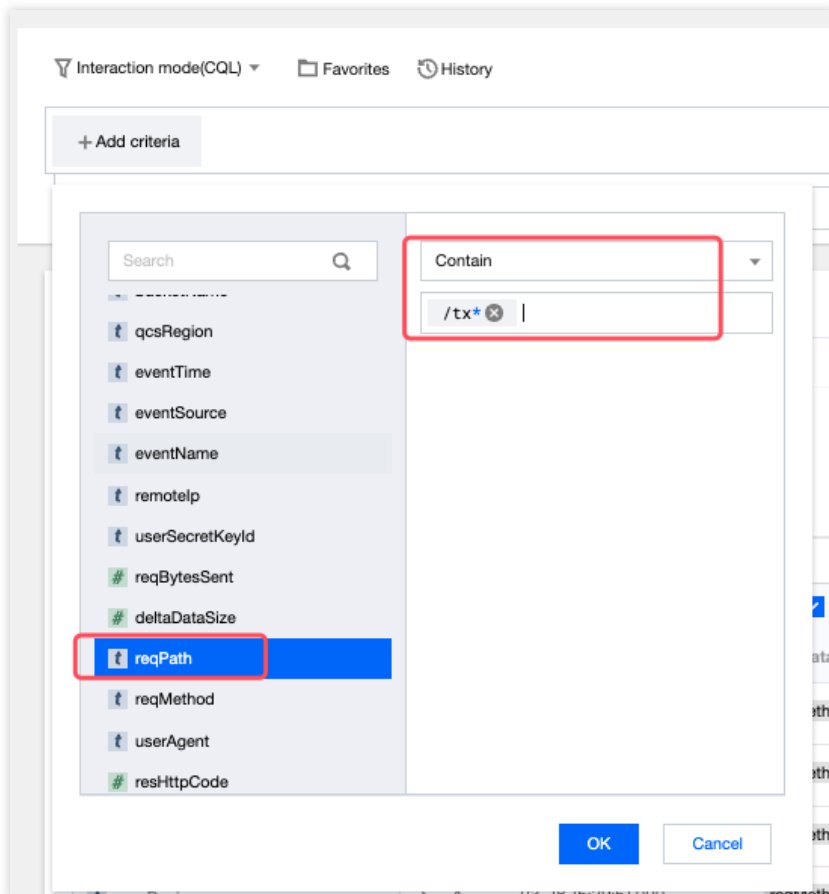 Interaction mode(CQL) Favorites History
+ Add criteria
Search
Contain
/tx*
t qcsRegion
t eventTime
t eventSource
t eventName
t remoteIp
t userSecretKeyId
# reqBytesSent
# deltaDataSize
t reqPath
t reqMethod
t userAgent
# resHttpCode
OK Cancel